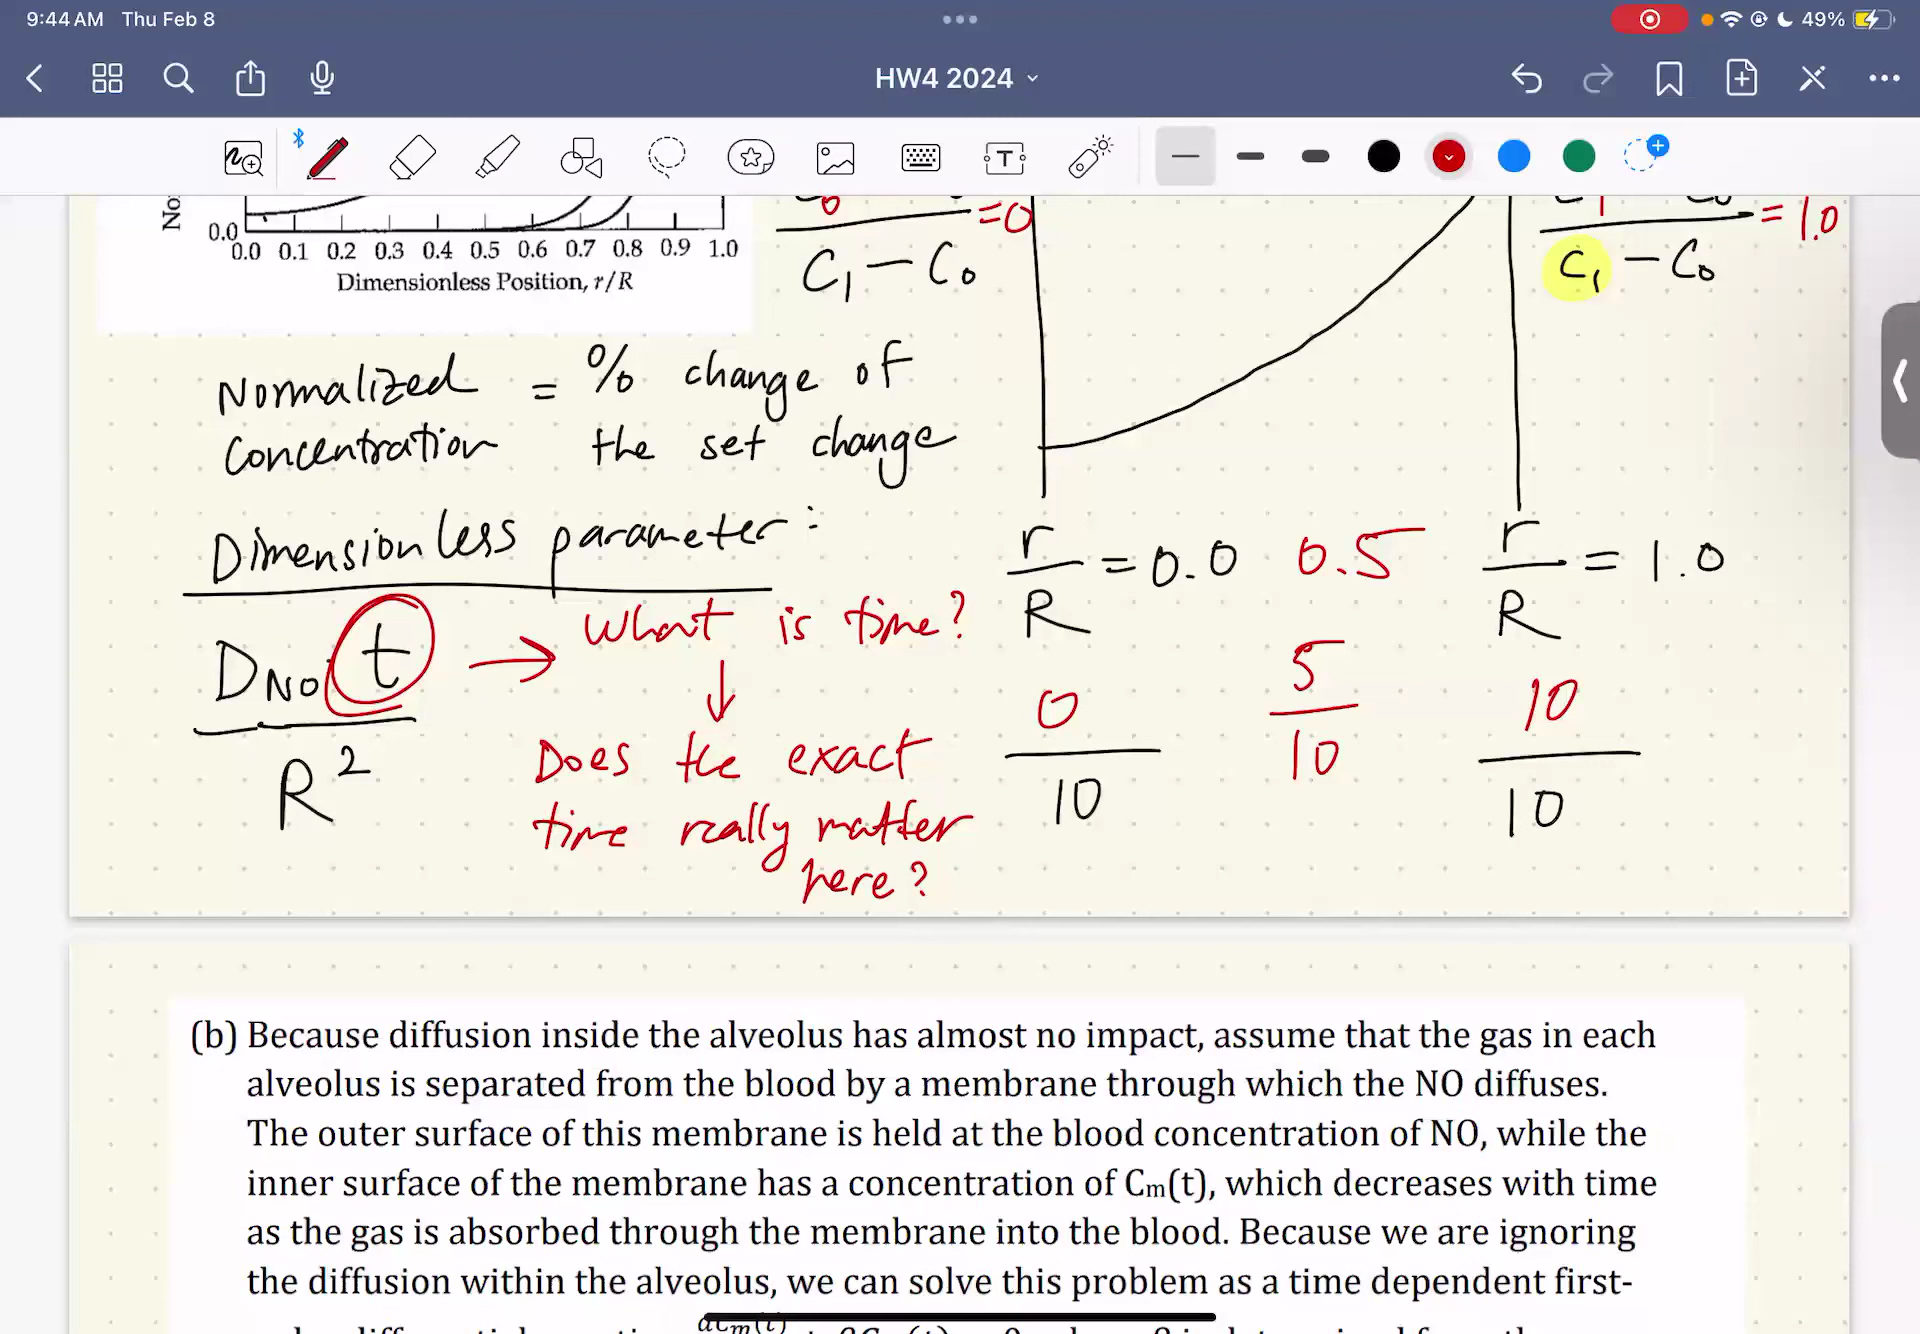 9:44 AM Thu Feb 8
49%
HW4 2024
T
No
0.0
0.0 0.1 0.2 0.3 0.4 0.5 0.6 0.7 0.8 0.9 1.0
Dimensionless Position, r/R
=0
C₁ - C₀
= 1.0
C₁ - C₀
Normalized = % change of
Concentration the set change
Dimensionless parameter:
D_NO t
R²
→ What is time?
↓
Does the exact
time really matter
here?
r/R = 0.0
0.5
r/R = 1.0
0/10
5/10
10/10
(b) Because diffusion inside the alveolus has almost no impact, assume that the gas in each
alveolus is separated from the blood by a membrane through which the NO diffuses.
The outer surface of this membrane is held at the blood concentration of NO, while the
inner surface of the membrane has a concentration of Cm(t), which decreases with time
as the gas is absorbed through the membrane into the blood. Because we are ignoring
the diffusion within the alveolus, we can solve this problem as a time dependent first-